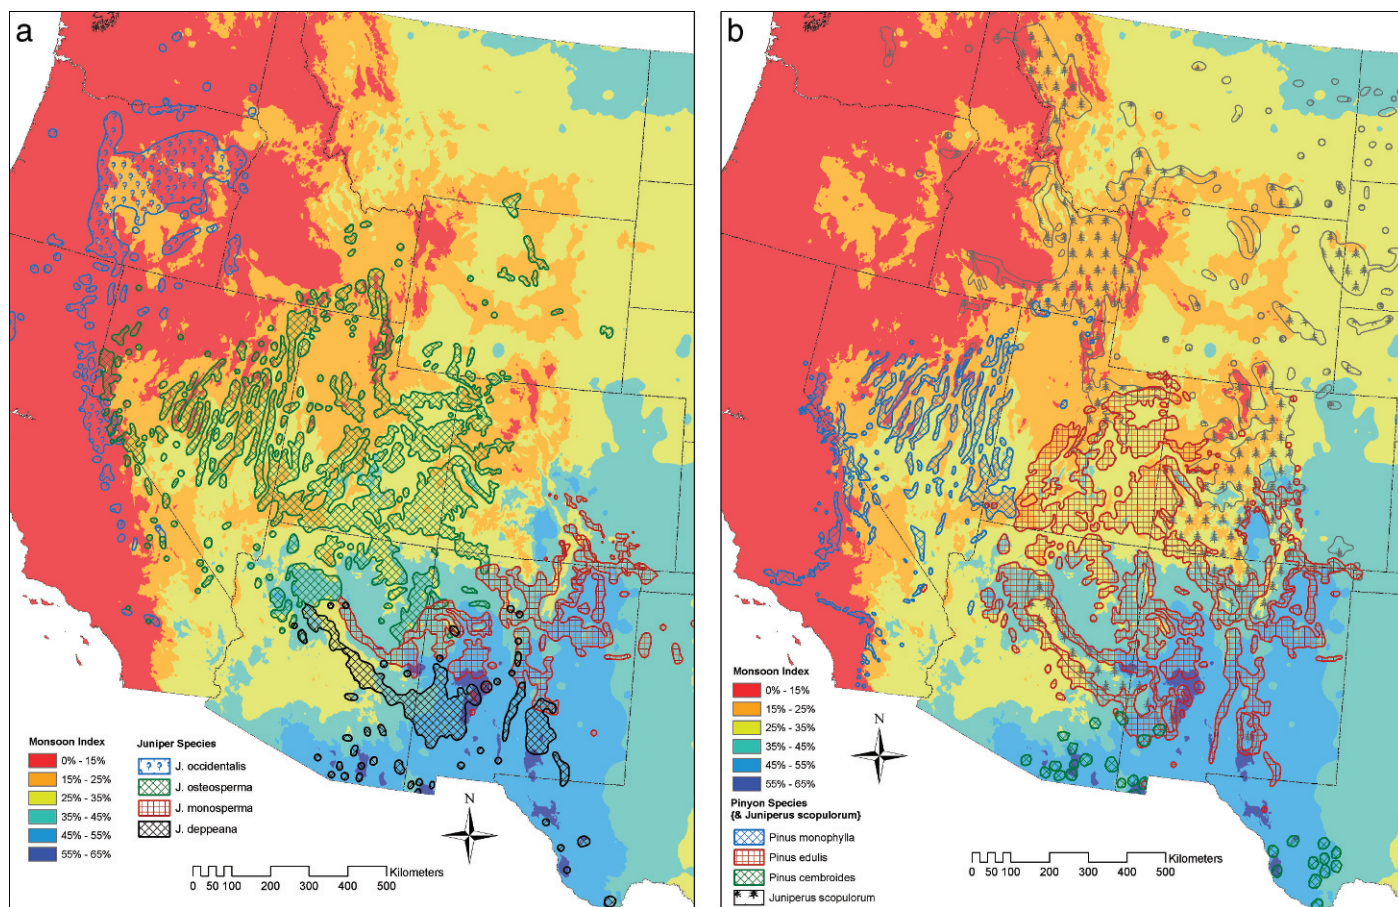 a
Monsoon Index
0% - 15%
15% - 25%
25% - 35%
35% - 45%
45% - 55%
55% - 65%
Juniper Species
J. occidentalis
J. osteosperma
J. monosperma
J. deppeana
N
Kilometers
0 50 100 200 300 400 500
b
Monsoon Index
0% - 15%
15% - 25%
25% - 35%
35% - 45%
45% - 55%
55% - 65%
Pinyon Species
{& Juniperus scopulorum}
Pinus monophylla
Pinus edulis
Pinus cembroides
Juniperus scopulorum
N
Kilometers
0 50 100 200 300 400 500